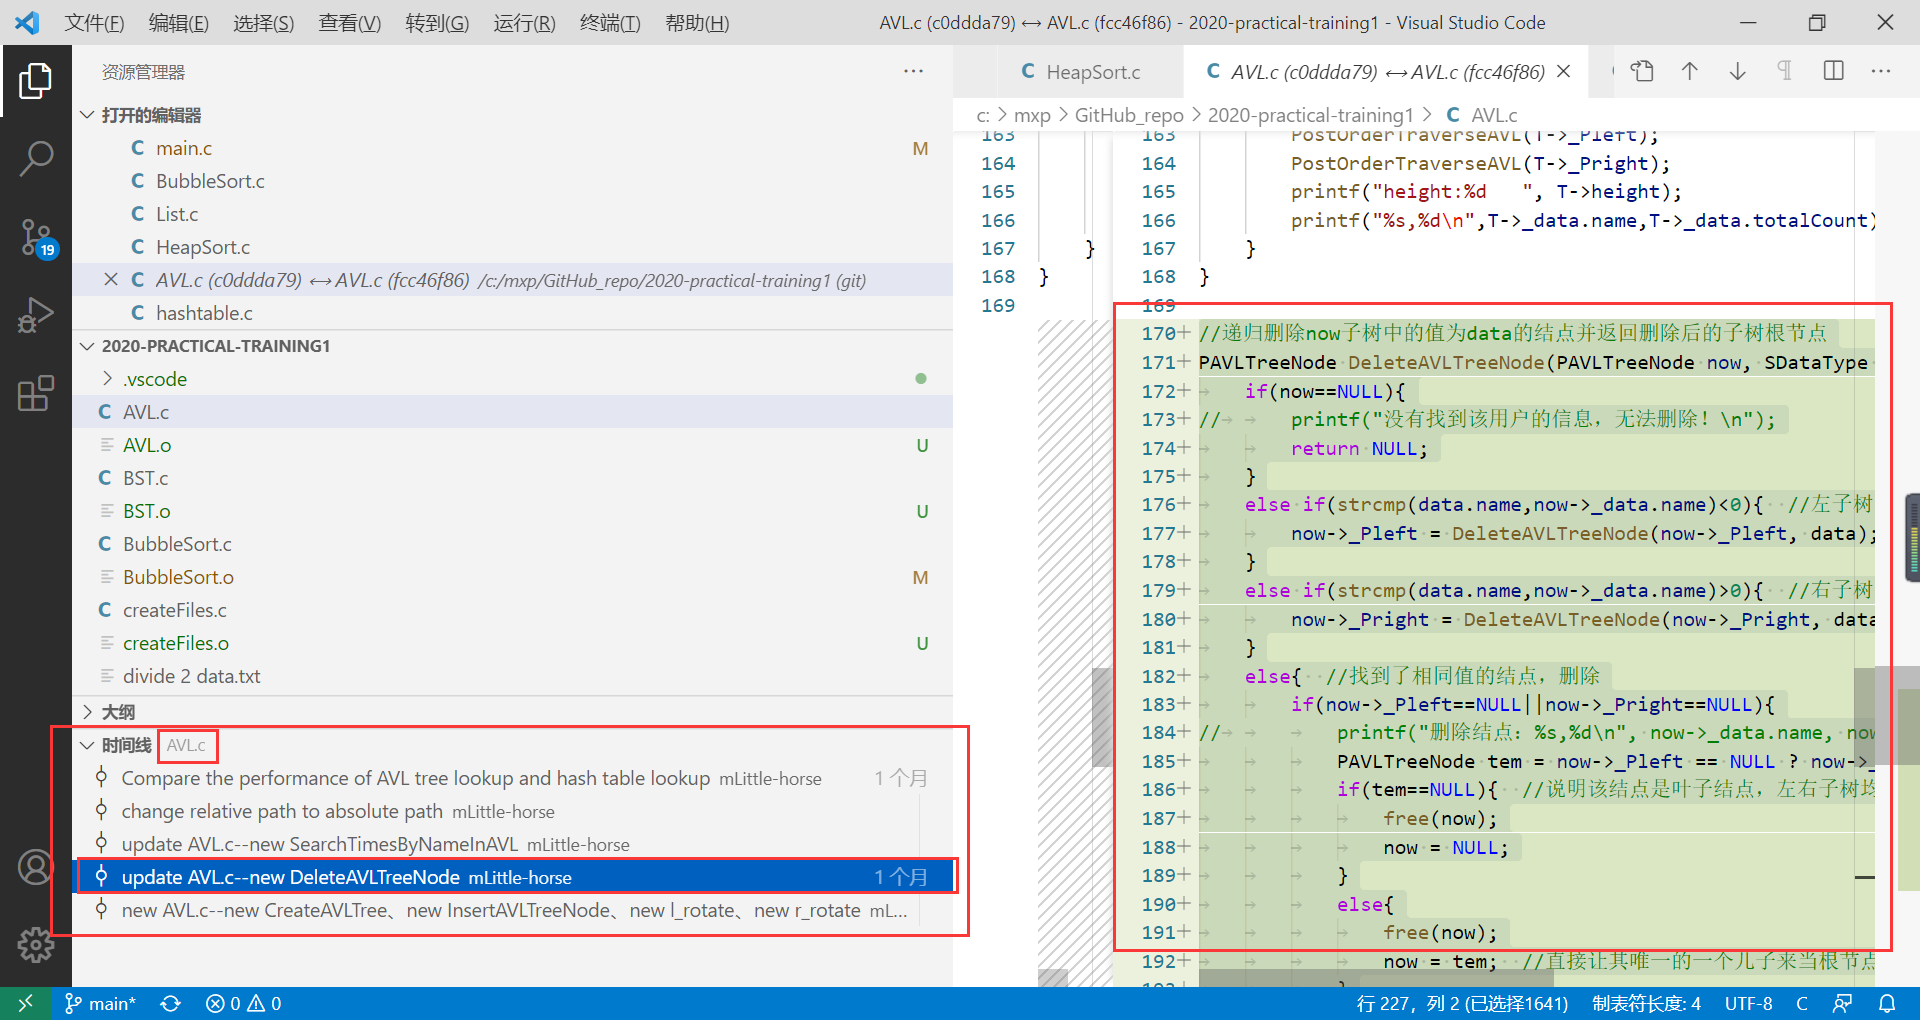 文件(F) 编辑(E) 选择(S) 查看(V) 转到(G) 运行(R) 终端(T) 帮助(H) AVL.c (c0ddda79) ↔ AVL.c (fcc46f86) - 2020-practical-training1 - Visual Studio Code
资源管理器
打开的编辑器
C main.c M
C BubbleSort.c
C List.c
C HeapSort.c
C AVL.c (c0ddda79) ↔ AVL.c (fcc46f86) /c:/mxp/GitHub_repo/2020-practical-training1 (git)
C hashtable.c
2020-PRACTICAL-TRAINING1
.vscode
C AVL.c
AVL.o U
C BST.c
BST.o U
C BubbleSort.c
BubbleSort.o M
C createFiles.c
createFiles.o U
divide 2 data.txt
大纲
时间线 AVL.c
Compare the performance of AVL tree lookup and hash table lookup mLittle-horse 1 个月
change relative path to absolute path mLittle-horse
update AVL.c--new SearchTimesByNameInAVL mLittle-horse
update AVL.c--new DeleteAVLTreeNode mLittle-horse 1 个月
new AVL.c--new CreateAVLTree、new InsertAVLTreeNode、new l_rotate、new r_rotate mL...
19
C HeapSort.c C AVL.c (c0ddda79) ↔ AVL.c (fcc46f86)
c: > mxp > GitHub_repo > 2020-practical-training1 > C AVL.c
163 163 PostOrderTraverseAVL(T->_Pleft);
164 164 PostOrderTraverseAVL(T->_Pright);
165 165 printf("height:%d   ", T->height);
166 166 printf("%s,%d\n",T->_data.name,T->_data.totalCount)
167 } 167 }
168 } 168 }
169 169
170+ //递归删除now子树中的值为data的结点并返回删除后的子树根节点
171+ PAVLTreeNode DeleteAVLTreeNode(PAVLTreeNode now, SDataType
172+ if(now==NULL){
173+ // printf("没有找到该用户的信息，无法删除！\n");
174+ return NULL;
175+ }
176+ else if(strcmp(data.name,now->_data.name)<0){ //左子树
177+ now->_Pleft = DeleteAVLTreeNode(now->_Pleft, data);
178+ }
179+ else if(strcmp(data.name,now->_data.name)>0){ //右子树
180+ now->_Pright = DeleteAVLTreeNode(now->_Pright, data
181+ }
182+ else{ //找到了相同值的结点，删除
183+ if(now->_Pleft==NULL||now->_Pright==NULL){
184+ // printf("删除结点：%s,%d\n", now->_data.name, now
185+ PAVLTreeNode tem = now->_Pleft == NULL ? now->_
186+ if(tem==NULL){ //说明该结点是叶子结点，左右子树均
187+ free(now);
188+ now = NULL;
189+ }
190+ else{
191+ free(now);
192+ now = tem; //直接让其唯一的一个儿子来当根节点
main* 0 0 行 227，列 2 (已选择1641) 制表符长度: 4 UTF-8 C